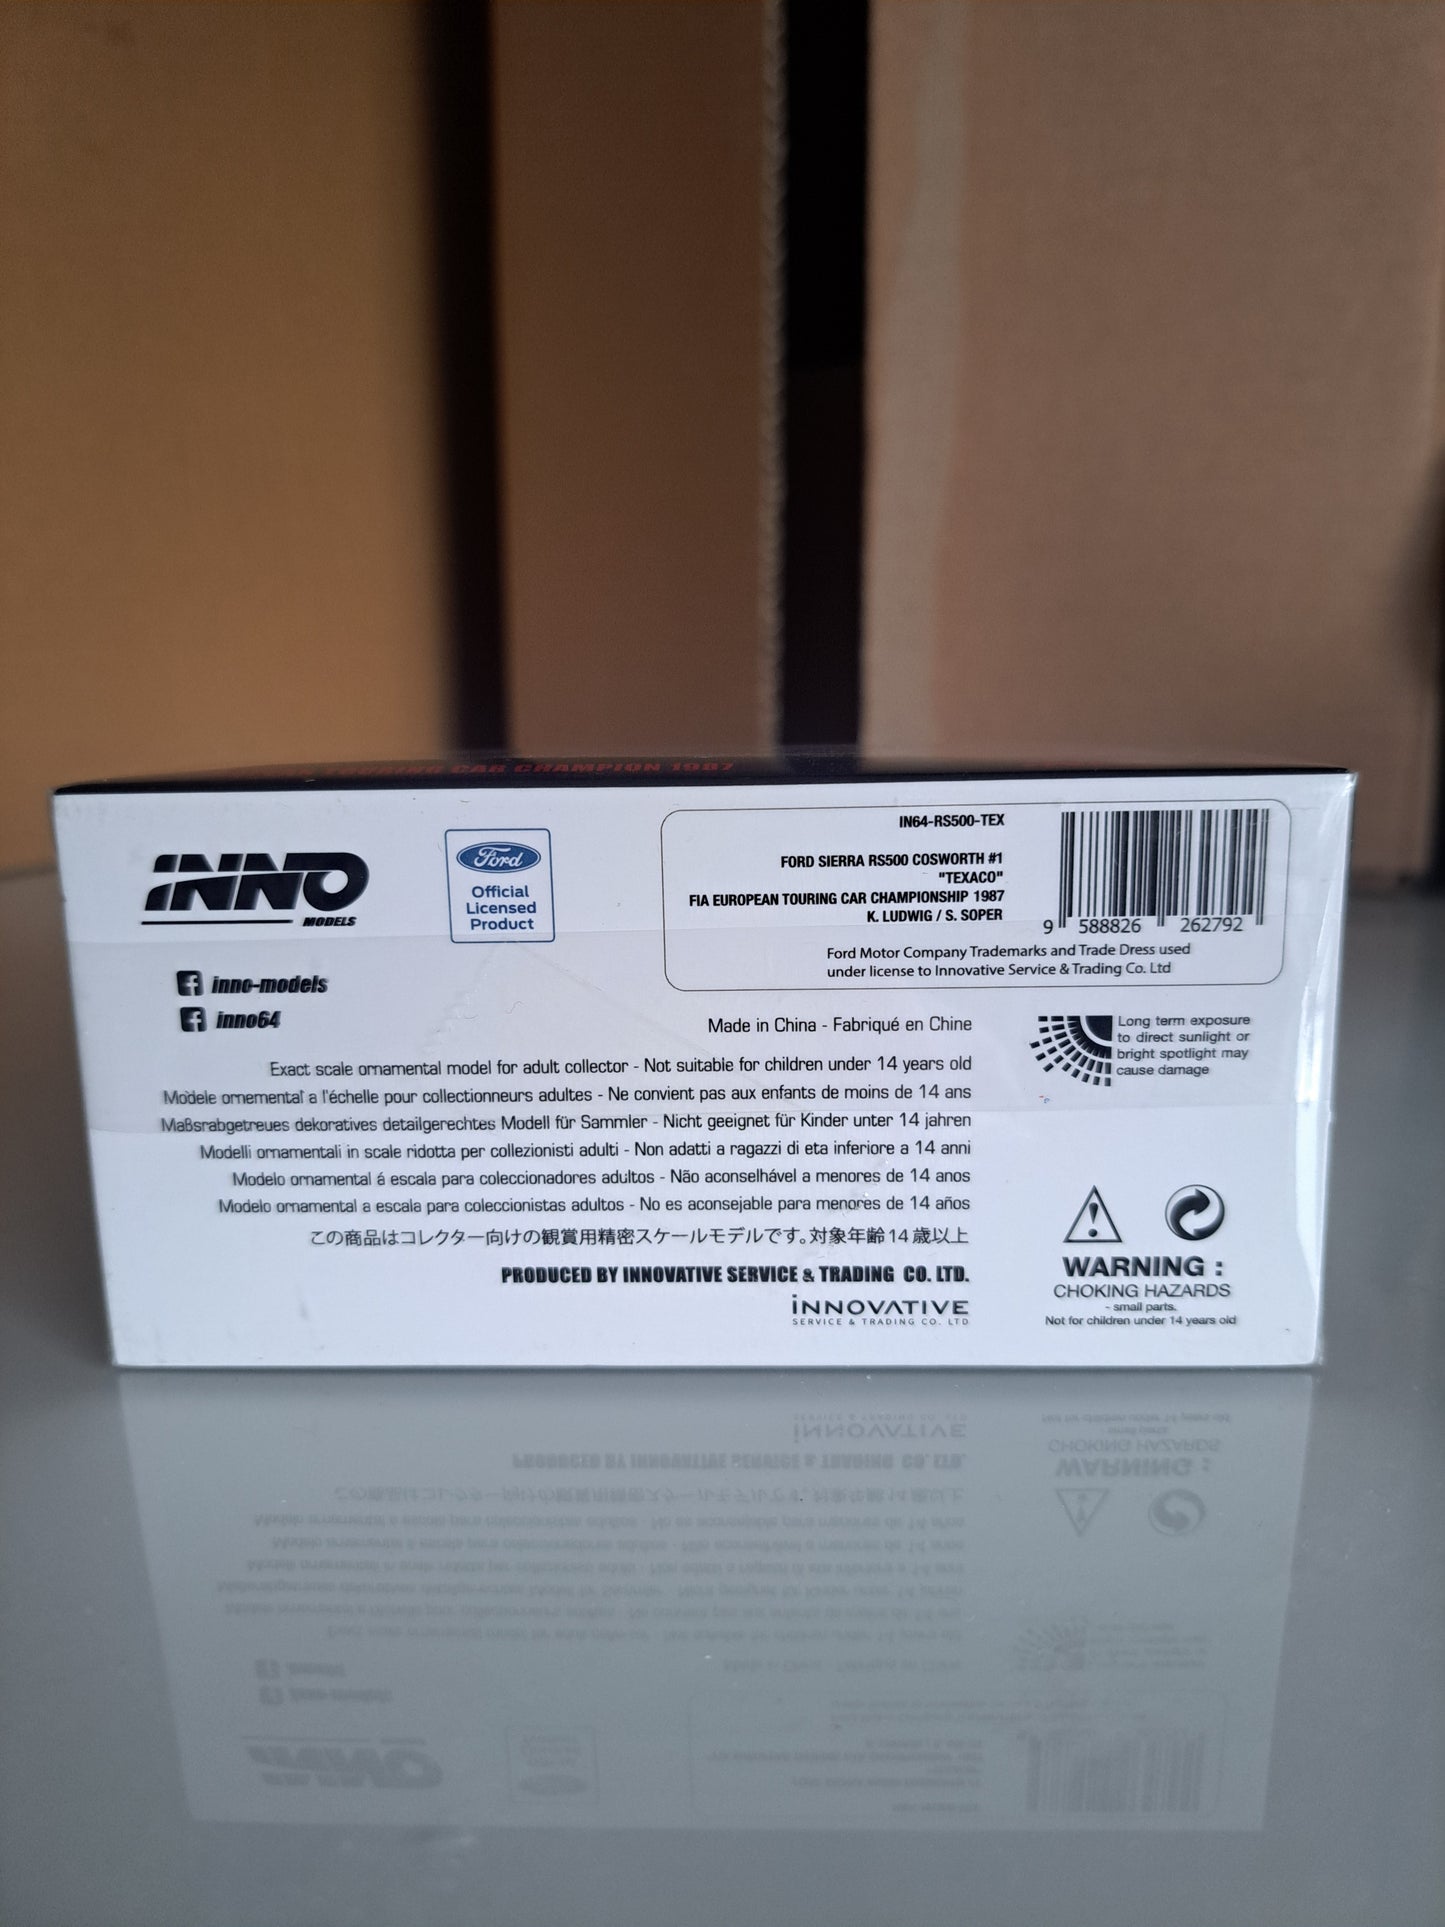 TOURING CAR CHAMPION 1987
INNO
MODELS
Ford
Official
Licensed
Product
IN64-RS500-TEX
FORD SIERRA RS500 COSWORTH #1
"TEXACO"
FIA EUROPEAN TOURING CAR CHAMPIONSHIP 1987
K. LUDWIG / S. SOPER
9 588826 262792
Ford Motor Company Trademarks and Trade Dress used
under license to Innovative Service & Trading Co. Ltd
inno-models
inno64
Made in China - Fabriqué en Chine
Long term exposure
to direct sunlight or
bright spotlight may
cause damage
Exact scale ornamental model for adult collector - Not suitable for children under 14 years old
Modele ornemental a l'échelle pour collectionneurs adultes - Ne convient pas aux enfants de moins de 14 ans
Maßsrabgetreues dekoratives detailgerechtes Modell für Sammler - Nicht geeignet für Kinder unter 14 jahren
Modelli ornamentali in scale ridotta per collezionisti adulti - Non adatti a ragazzi di eta inferiore a 14 anni
Modelo ornamental á escala para coleccionadores adultos - Não aconselhável a menores de 14 anos
Modelo ornamental a escala para coleccionistas adultos - No es aconsejable para menores de 14 años
この商品はコレクター向けの観賞用精密スケールモデルです。対象年齢14歳以上
PRODUCED BY INNOVATIVE SERVICE & TRADING CO. LTD.
iNNOVATIVE
SERVICE & TRADING CO. LTD
WARNING :
CHOKING HAZARDS
- small parts.
Not for children under 14 years old